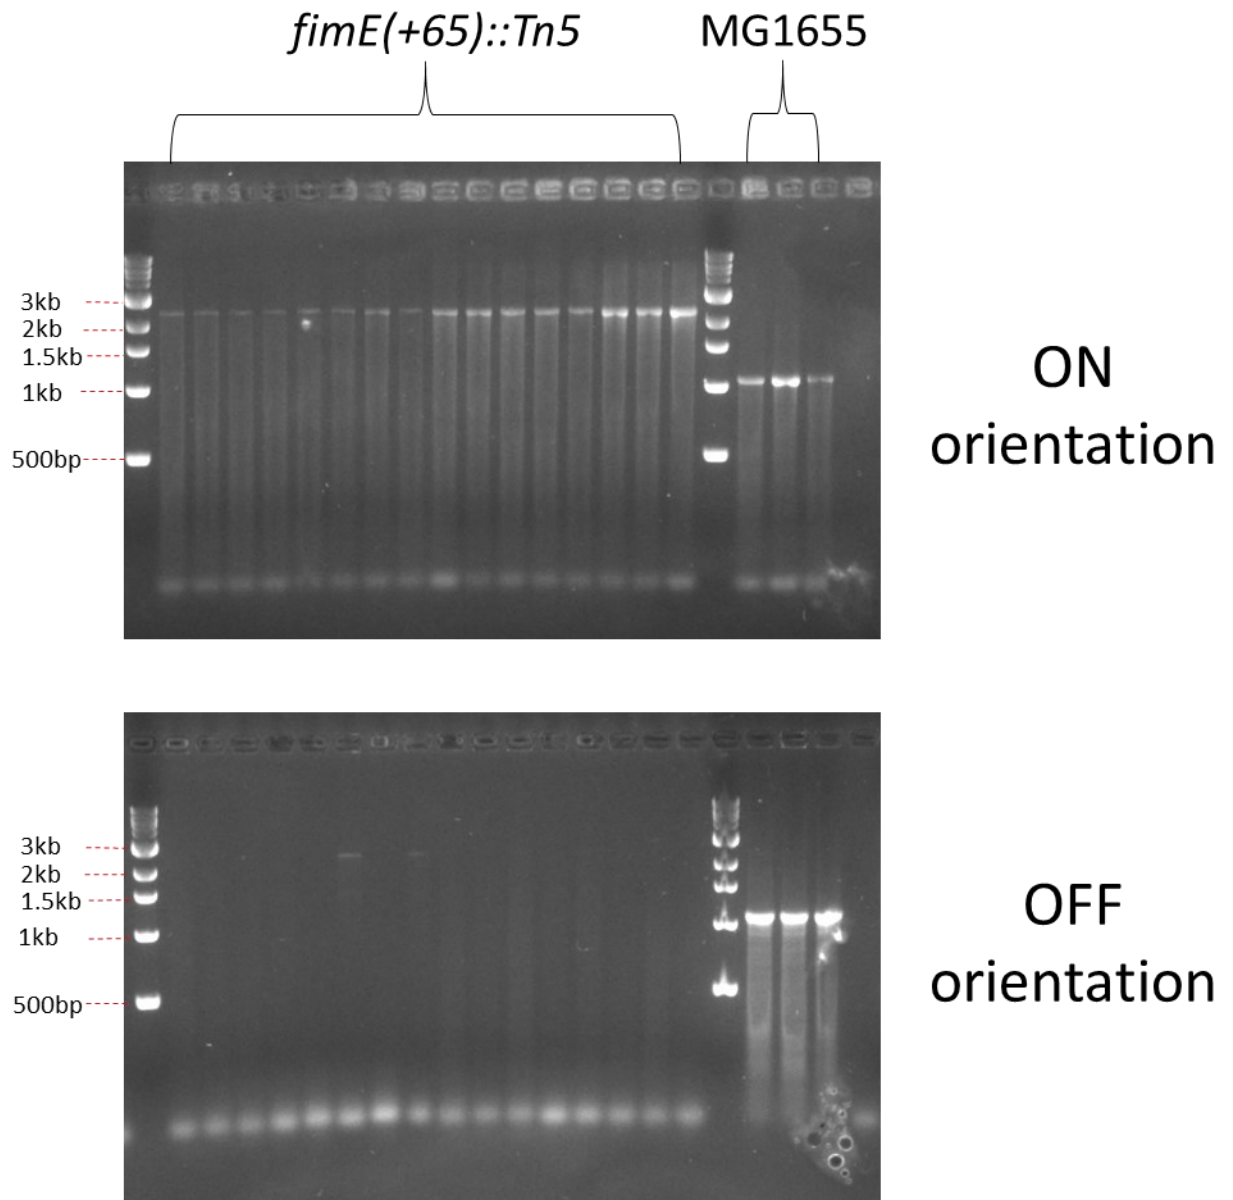 fimE(+65)::Tn5
MG1655
3kb
2kb
1.5kb
1kb
500bp
ON
orientation
3kb
2kb
1.5kb
1kb
500bp
OFF
orientation